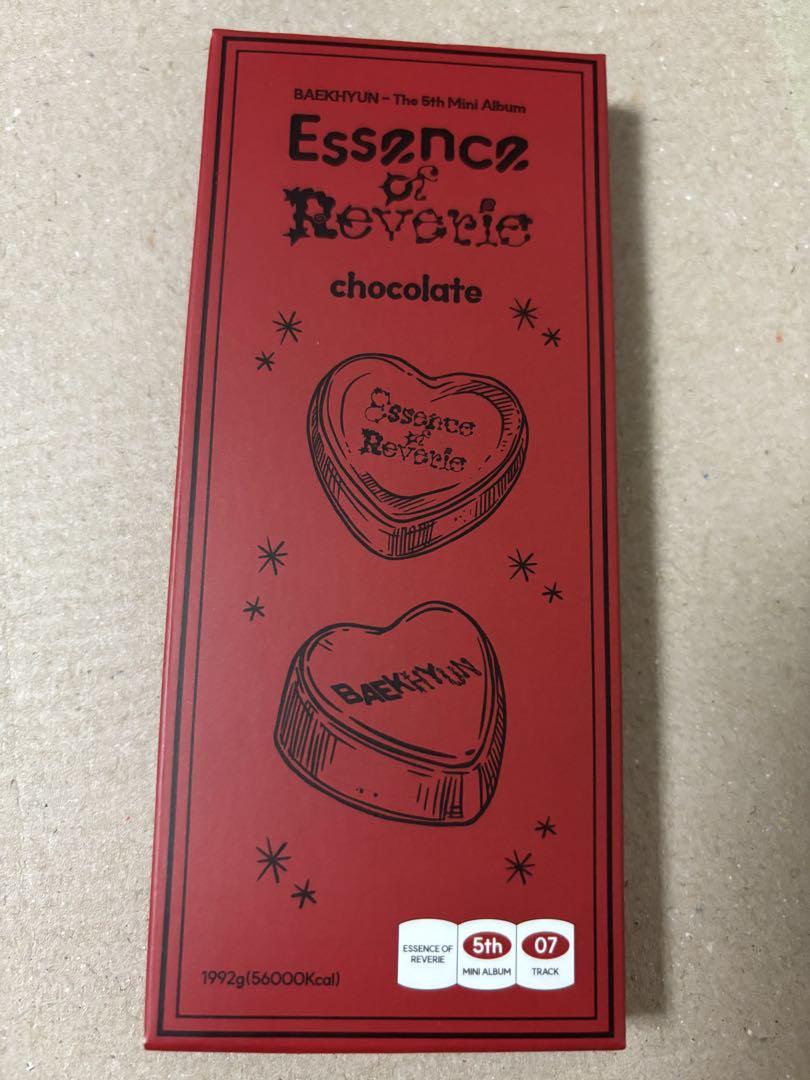 BAEKHYUN - The 5th Mini Album
Essence
of
Reverie
chocolate
Essence
of
Reverie
BAEKHYUN
1992g(56000Kcal)
ESSENCE OF
REVERIE
5th
MINI ALBUM
07
TRACK